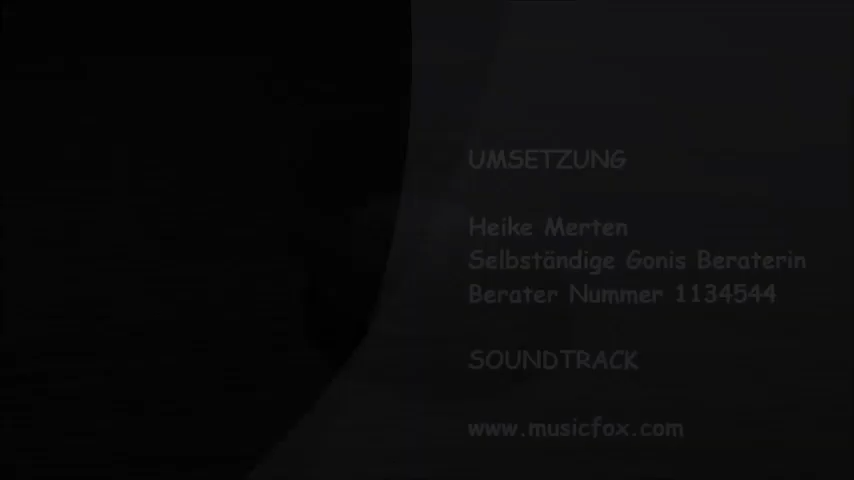 UMSETZUNG
Heike Merten
Selbständige Gonis Beraterin
Berater Nummer 1134544
SOUNDTRACK
www.musicfox.com